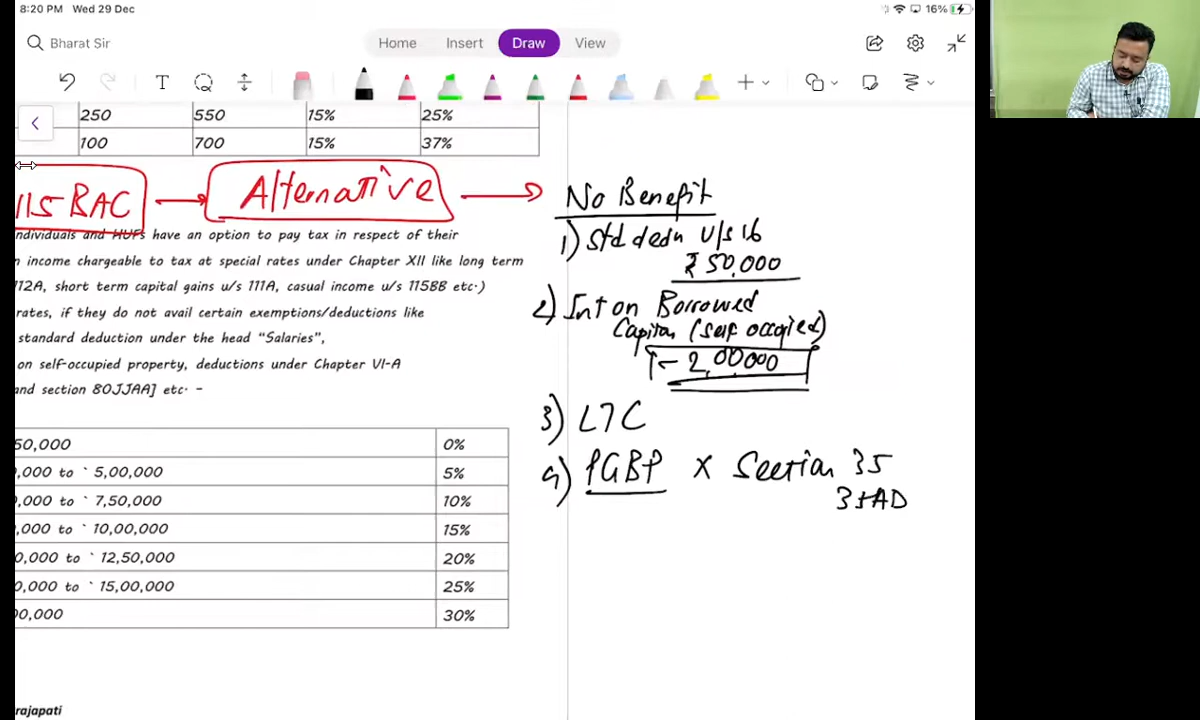 8:20 PM Wed 29 Dec
16%
Bharat Sir
Home Insert Draw View
250 550 15% 25%
100 700 15% 37%
115 BAC → Alternative →
ndividuals and HUFs have an option to pay tax in respect of their
n income chargeable to tax at special rates under Chapter XII like long term
112A, short term capital gains u/s 111A, casual income u/s 115BB etc.)
rates, if they do not avail certain exemptions/deductions like
standard deduction under the head “Salaries”,
on self-occupied property, deductions under Chapter VI-A
and section 80JJAA] etc. -
50,000 0%
,000 to ` 5,00,000 5%
,000 to ` 7,50,000 10%
,000 to ` 10,00,000 15%
0,000 to ` 12,50,000 20%
0,000 to ` 15,00,000 25%
00,000 30%
rajapati
No Benefit
1) Std dedn u/s 16
₹ 50,000
2) Int on Borrowed
Capital (self occupied)
- 2,00,000
3) LTC
4) PGBP x Section 35
35AD